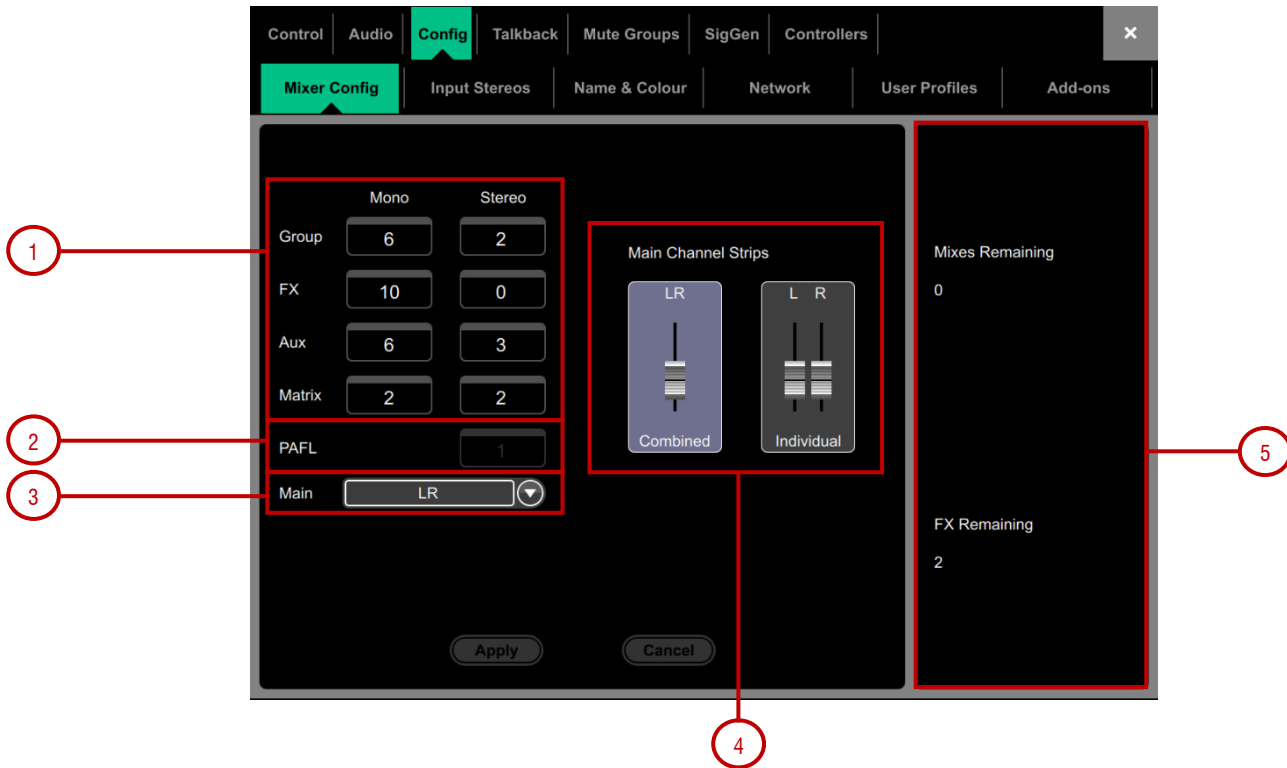 Control Audio Config Talkback Mute Groups SigGen Controllers ×
Mixer Config Input Stereos Name & Colour Network User Profiles Add-ons
Mono Stereo
Group 6 2
FX 10 0
Aux 6 3
Matrix 2 2
PAFL 1
Main LR
Main Channel Strips
LR L R
Combined Individual
Apply Cancel
Mixes Remaining
0
FX Remaining
2
1
2
3
4
5